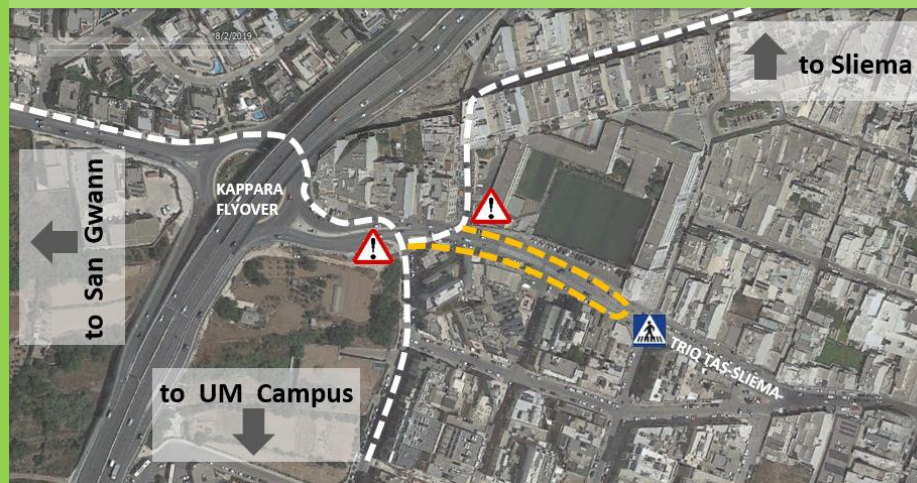 8/2/2019
to Sliema
KAPPARA
FLYOVER
to San Gwann
TRIQ TAS-SLIEMA
to UM Campus